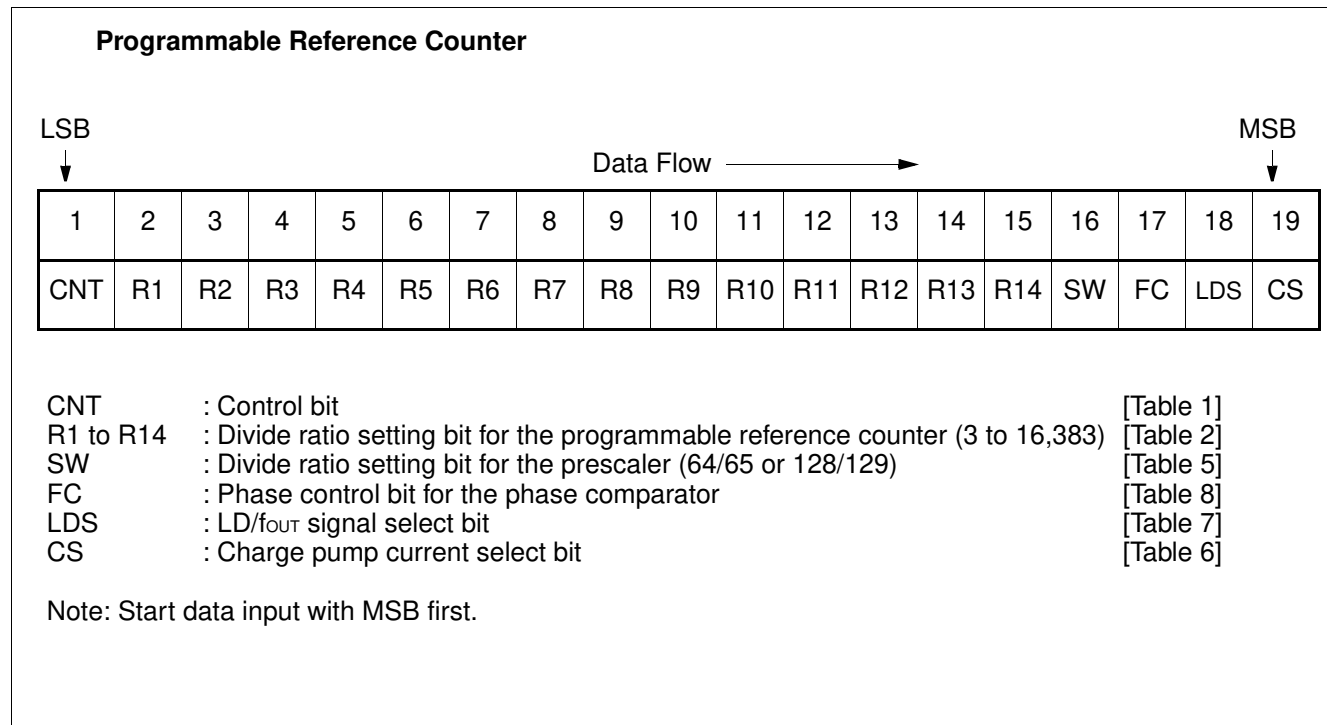 Programmable Reference Counter
LSB MSB
Data Flow
1 2 3 4 5 6 7 8 9 10 11 12 13 14 15 16 17 18 19
CNT R1 R2 R3 R4 R5 R6 R7 R8 R9 R10 R11 R12 R13 R14 SW FC LDS CS
CNT : Control bit [Table 1]
R1 to R14 : Divide ratio setting bit for the programmable reference counter (3 to 16,383) [Table 2]
SW : Divide ratio setting bit for the prescaler (64/65 or 128/129) [Table 5]
FC : Phase control bit for the phase comparator [Table 8]
LDS : LD/fOUT signal select bit [Table 7]
CS : Charge pump current select bit [Table 6]
Note: Start data input with MSB first.